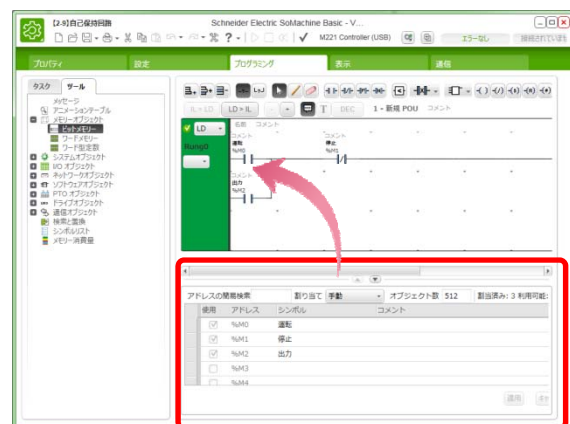 [2-8]自己保持回路
Schneider Electric SoMachine Basic - V...
M221 Controller (USB)
エラーなし
接続されていませ
プロパティ
設定
プログラミング
表示
通信
タスク ツール
メッセージ
アニメーションテーブル
メモリーオブジェクト
ビットメモリー
ワードメモリー
ワード型定数
システムオブジェクト
I/O オブジェクト
ネットワークオブジェクト
ソフトウェアオブジェクト
PTO オブジェクト
ドライブオブジェクト
通信オブジェクト
検索と置換
シンボルリスト
メモリー消費量
IL > LD LD > IL - + T DEC 1 - 新規 POU コメント
LD
名前 コメント
Rung0
コメント
運転
%M0
コメント
停止
%M1
コメント
出力
%M2
アドレスの簡易検索 割り当て 手動 オブジェクト数 512 割当済み: 3 利用可能:
使用 アドレス シンボル コメント
%M0 運転
%M1 停止
%M2 出力
%M3
%M4
適用